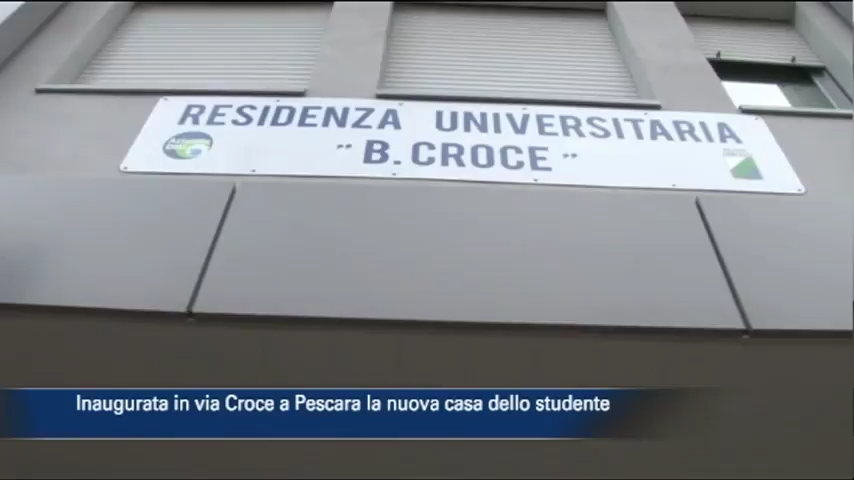 RESIDENZA UNIVERSITARIA
" B. CROCE "
Inaugurata in via Croce a Pescara la nuova casa dello studente